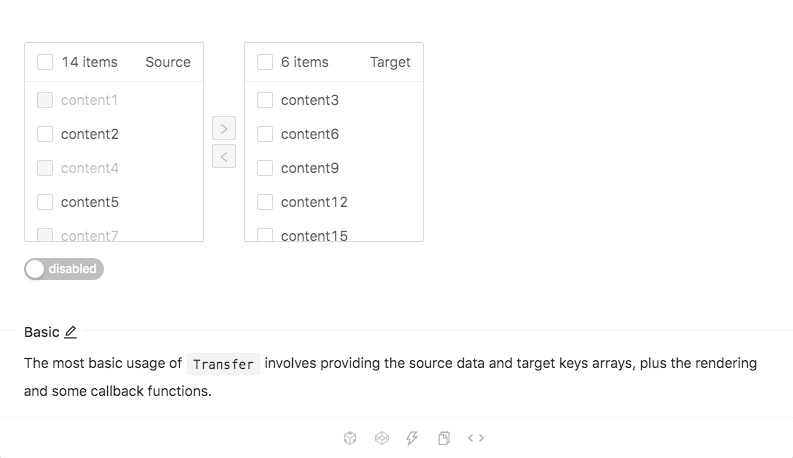 14 items Source
content1
content2
content4
content5
content7
6 items Target
content3
content6
content9
content12
content15
disabled
Basic
The most basic usage of Transfer involves providing the source data and target keys arrays, plus the rendering
and some callback functions.